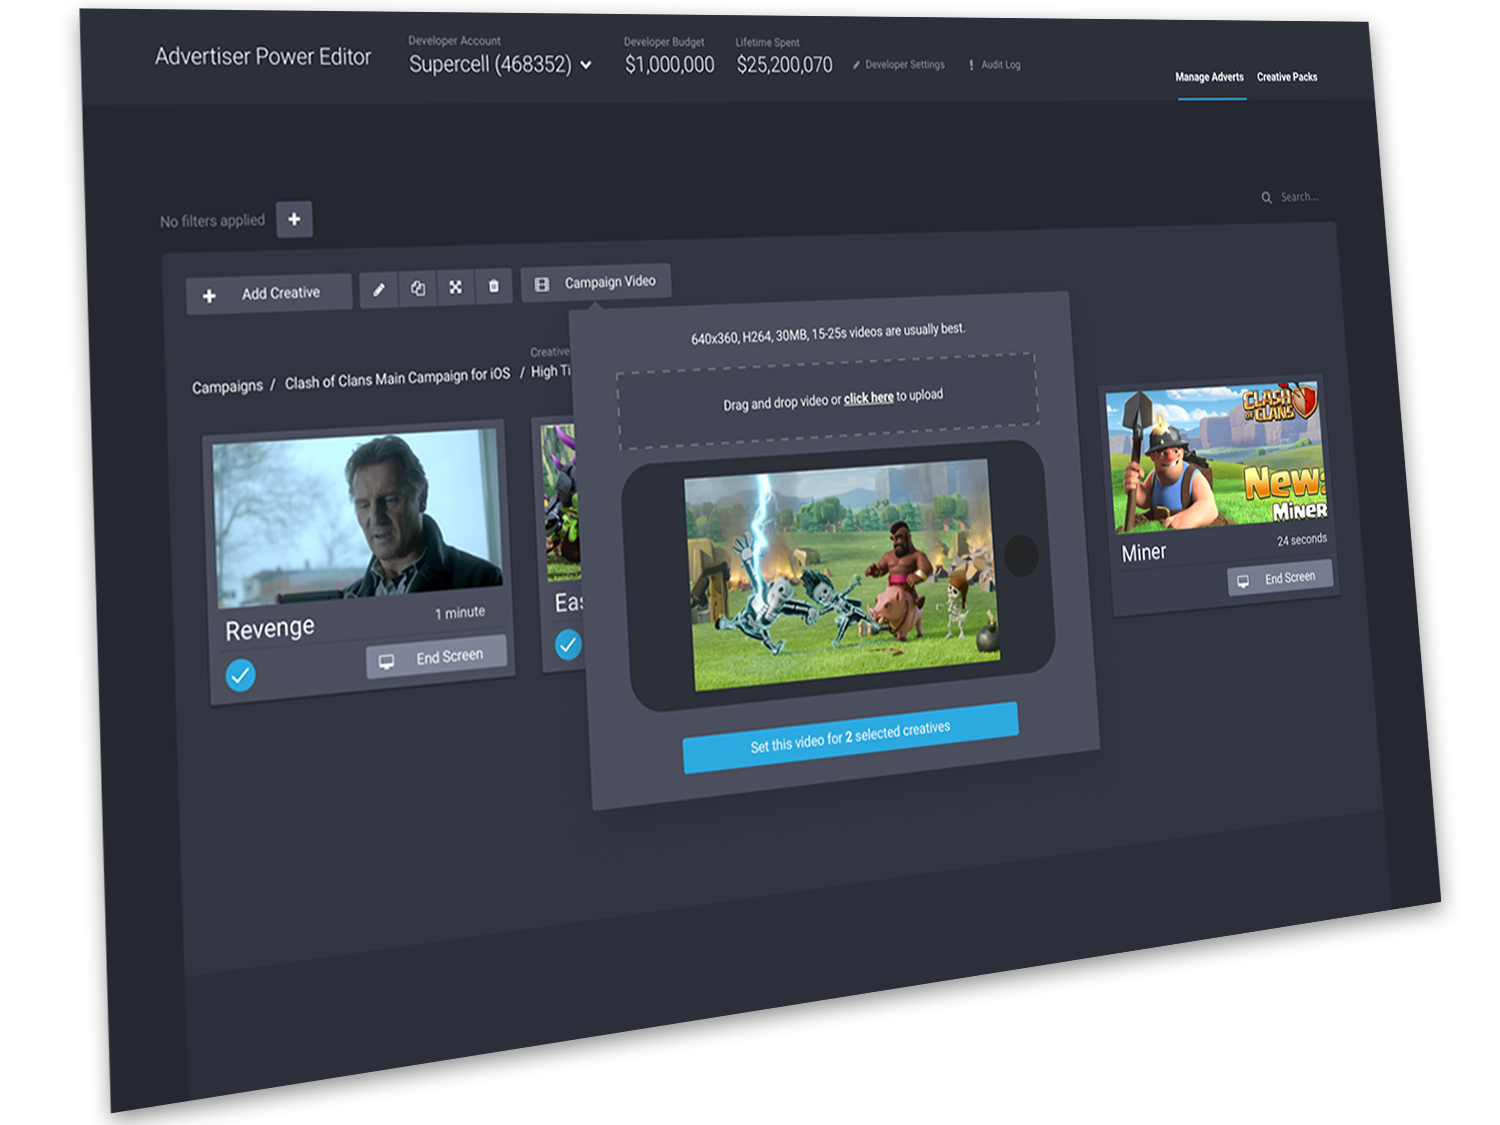 Advertiser Power Editor
Developer Account
Supercell (468352)
Developer Budget
$1,000,000
Lifetime Spent
$25,200,070
Developer Settings
Audit Log
Manage Adverts
Creative Packs
No filters applied
Search...
Add Creative
Campaign Video
640x360, H264, 30MB, 15-25s videos are usually best.
Drag and drop video or click here to upload
Creative
Campaigns / Clash of Clans Main Campaign for iOS / High Ti
Revenge
1 minute
End Screen
Eas
Set this video for 2 selected creatives
CLASH OF CLANS
New:
Miner
Miner
24 seconds
End Screen